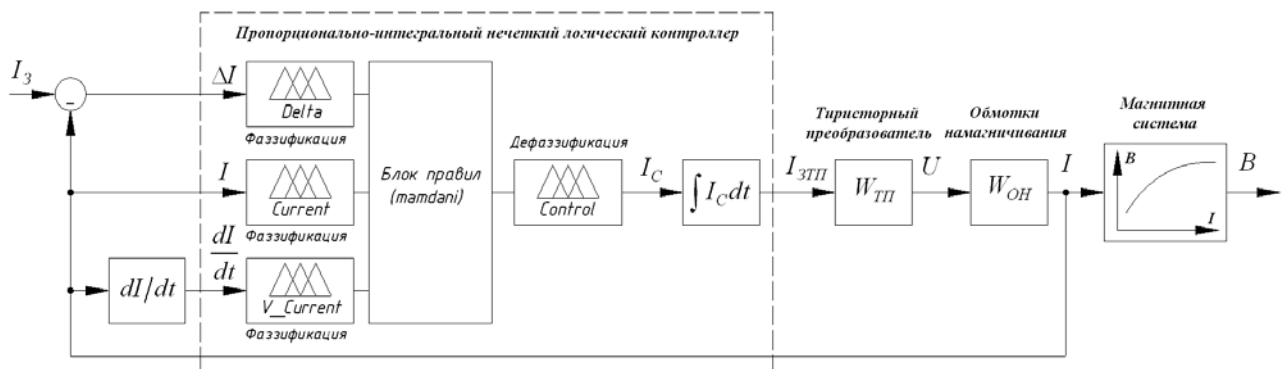 Пропорционально-интегральный нечеткий логический контроллер
I_З
-
ΔI
Delta
Фаззификация
I
Current
Фаззификация
dI/dt
dI/dt
V_Current
Фаззификация
Блок правил
(mamdani)
Дефаззификация
Control
I_C
∫ I_C dt
I_ЗТП
Тиристорный
преобразователь
W_ТП
U
Обмотки
намагничивания
W_ОН
I
Магнитная
система
B
I
B